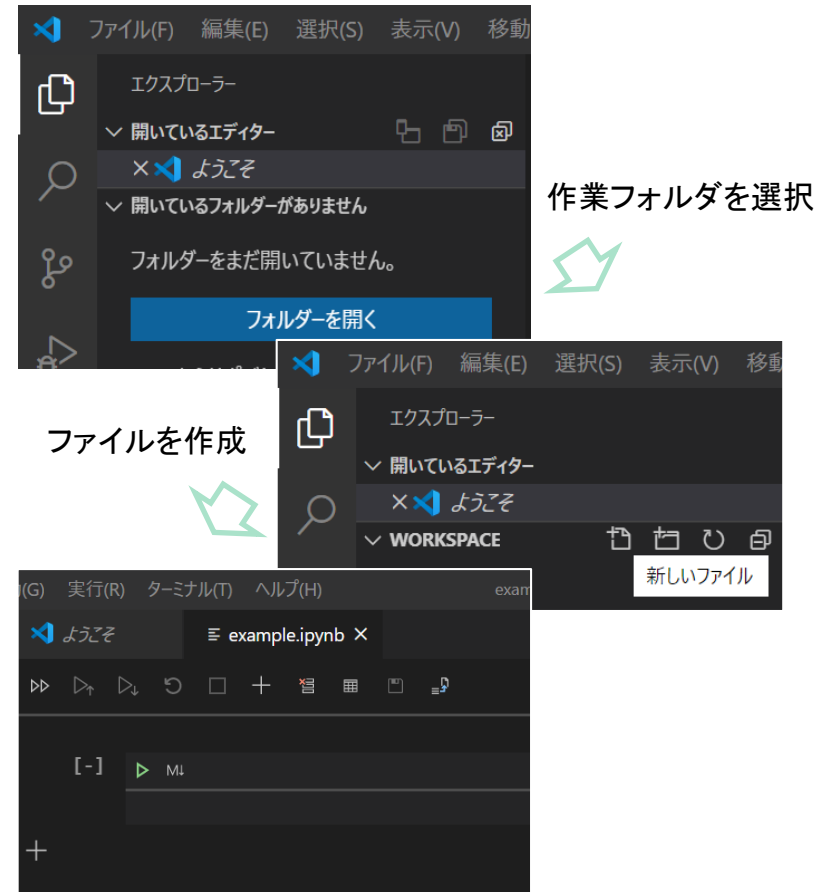 ファイル(F) 編集(E) 選択(S) 表示(V) 移動
エクスプローラー
開いているエディター
ようこそ
開いているフォルダーがありません
フォルダーをまだ開いていません。
フォルダーを開く
作業フォルダを選択
ファイル(F) 編集(E) 選択(S) 表示(V) 移動
エクスプローラー
開いているエディター
ようこそ
WORKSPACE
新しいファイル
ファイルを作成
(G) 実行(R) ターミナル(T) ヘルプ(H) exam
ようこそ example.ipynb
[-] M↓